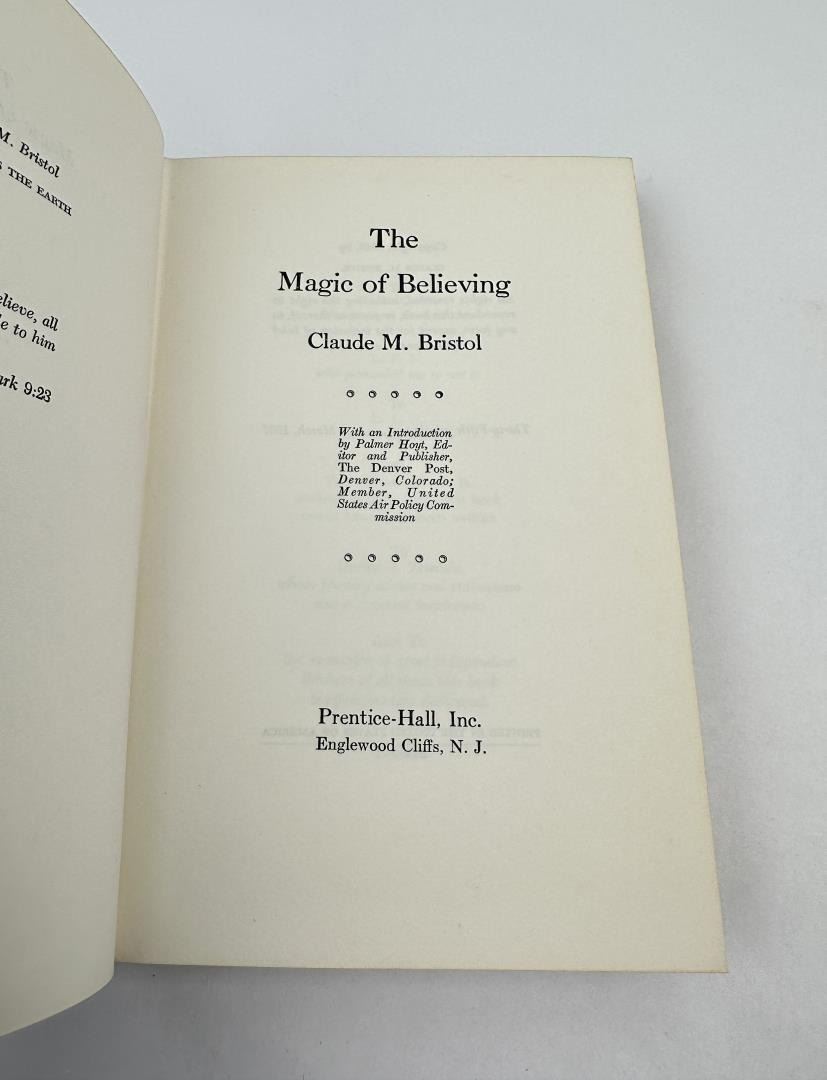 M. Bristol
THE EARTH
believe, all
to him
9:23
The
Magic of Believing
Claude M. Bristol
With an Introduction
by Palmer Hoyt, Ed-
itor and Publisher,
The Denver Post,
Denver, Colorado;
Member, United
States Air Policy Com-
mission
Prentice-Hall, Inc.
Englewood Cliffs, N. J.